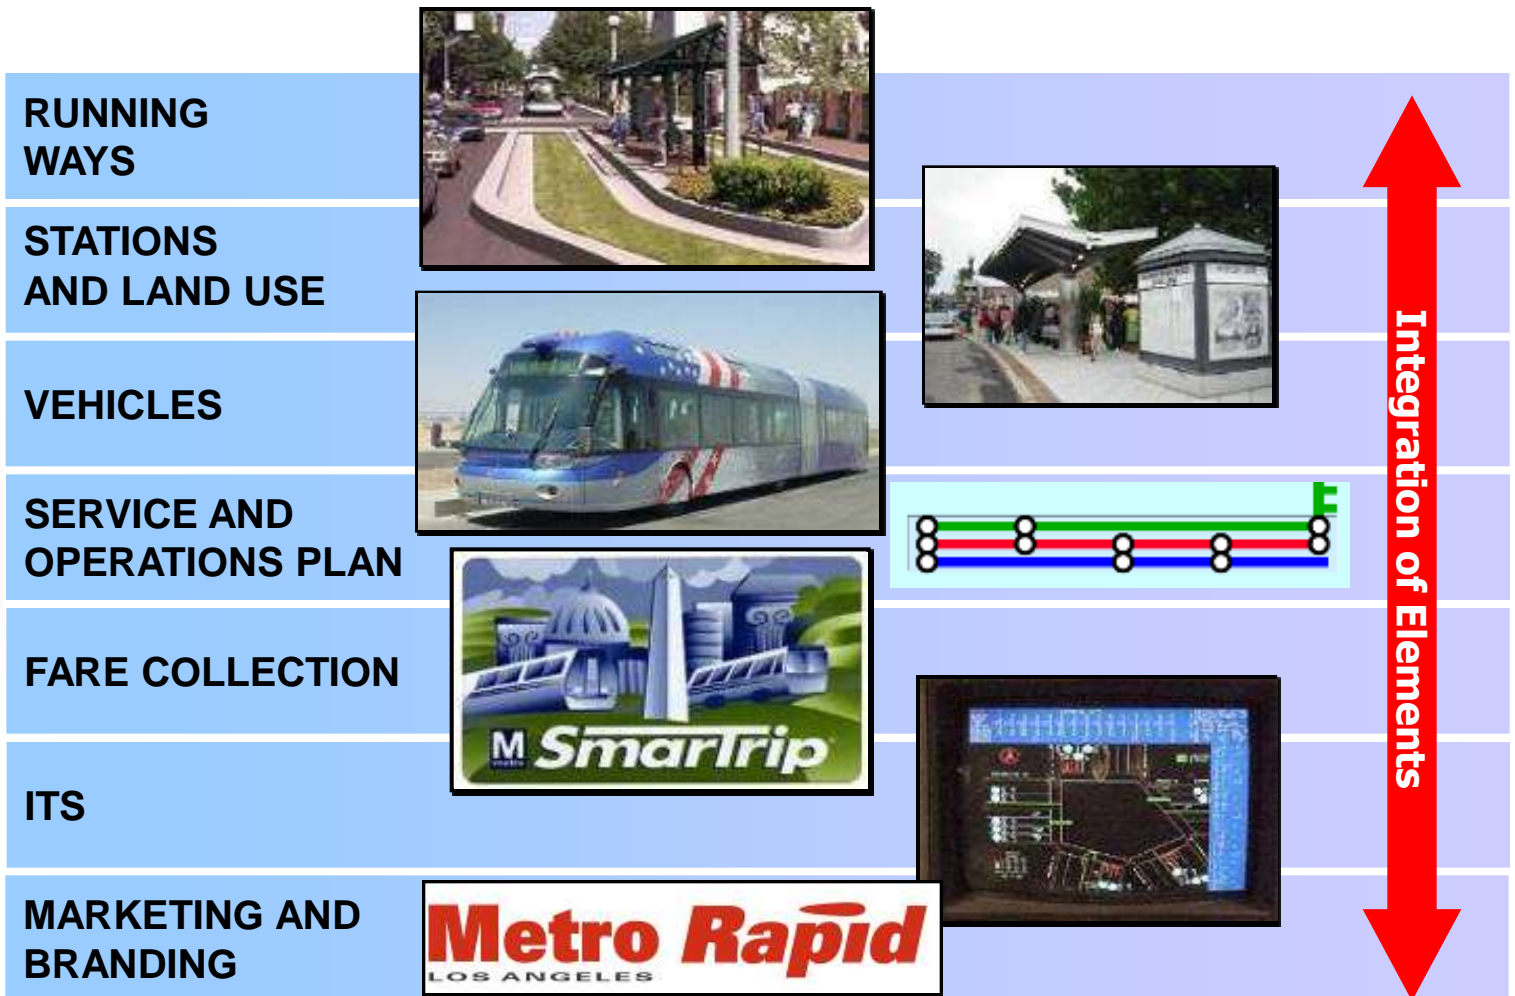 RUNNING
WAYS
STATIONS
AND LAND USE
VEHICLES
SERVICE AND
OPERATIONS PLAN
FARE COLLECTION
M
metro
SmarTrip
ITS
MARKETING AND
BRANDING
Metro Rapid
LOS ANGELES
Integration of Elements